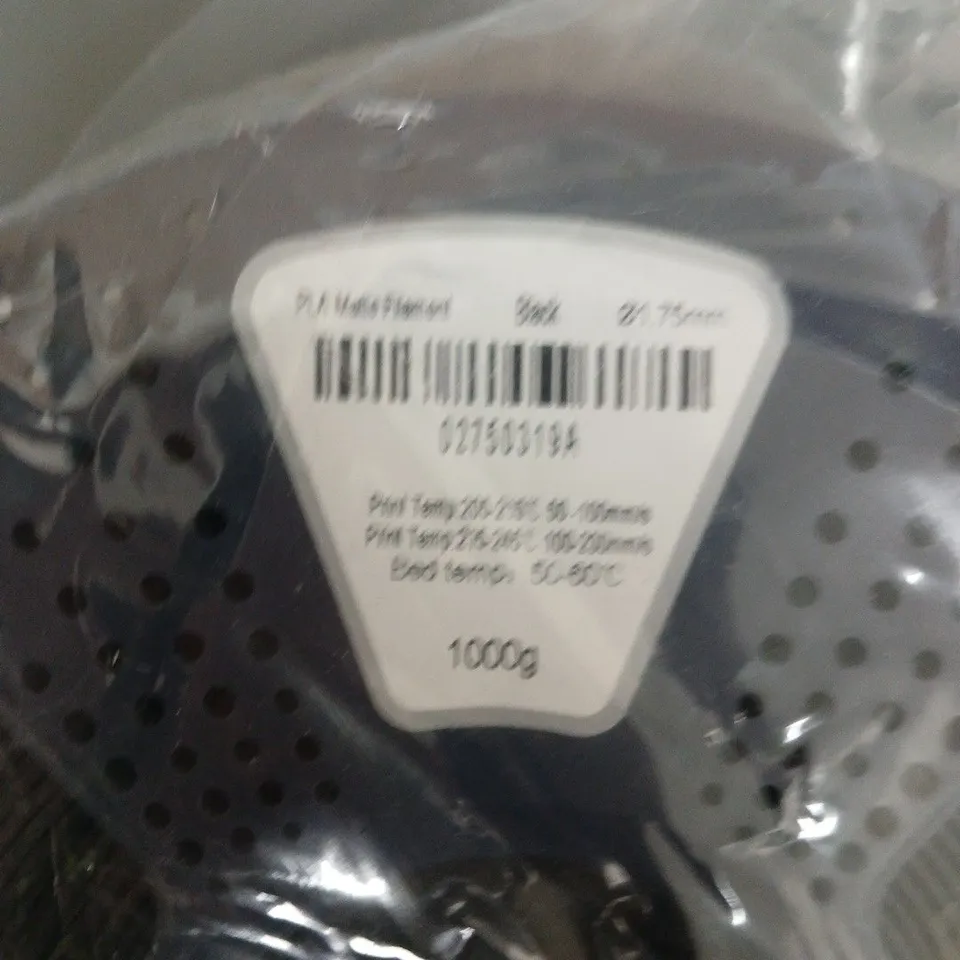 PLA Matte Filament Black Ø1.75mm
02750319A
Print Temp:205-215℃ 50-100mm/s
Print Temp:215-245℃ 100-200mm/s
Bed temp: 50-60℃
1000g